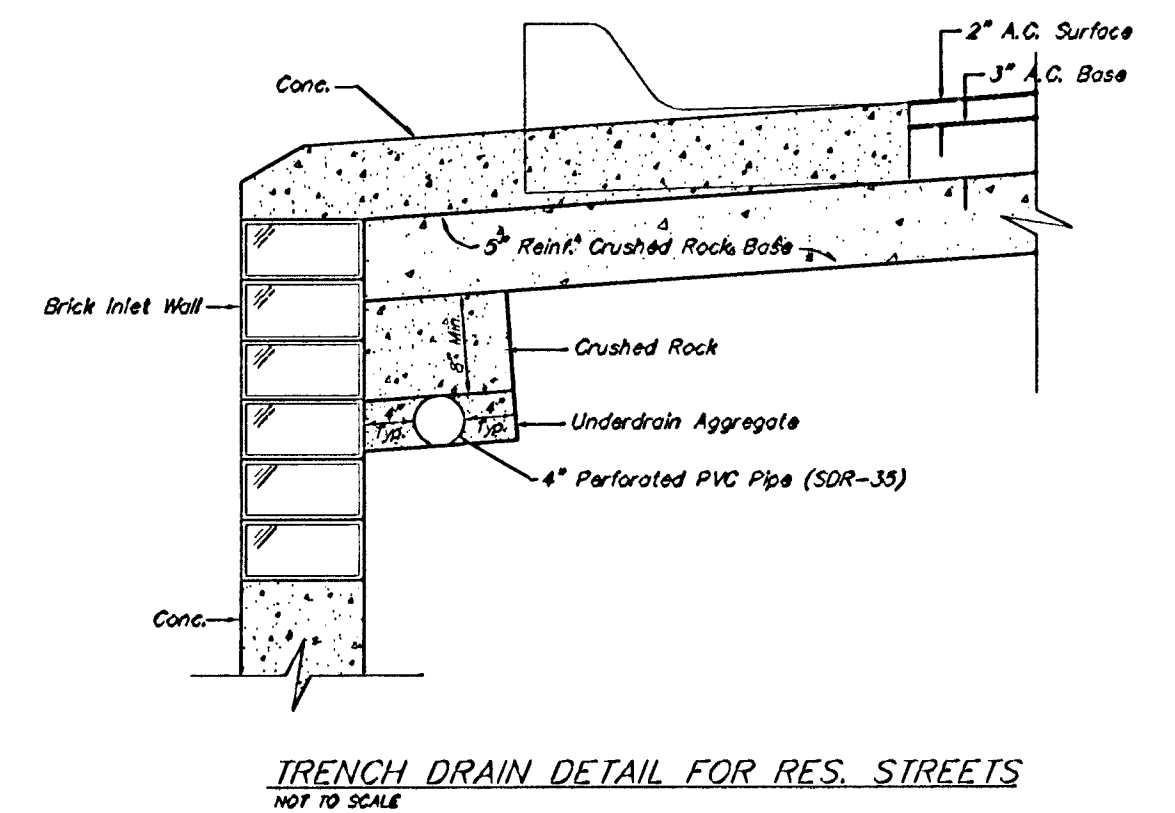 2" A.C. Surface
3" A.C. Base
Conc.
5" Reinf. Crushed Rock Base
Brick Inlet Wall
8" Min.
Crushed Rock
4" Typ.
4" Typ.
Underdrain Aggregate
4" Perforated PVC Pipe (SDR-35)
Conc.
TRENCH DRAIN DETAIL FOR RES. STREETS
NOT TO SCALE